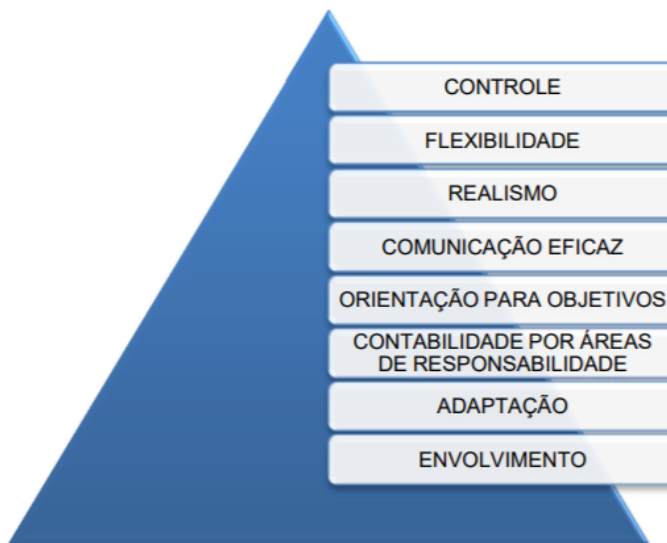 CONTROLE
FLEXIBILIDADE
REALISMO
COMUNICAÇÃO EFICAZ
ORIENTAÇÃO PARA OBJETIVOS
CONTABILIDADE POR ÁREAS
DE RESPONSABILIDADE
ADAPTAÇÃO
ENVOLVIMENTO